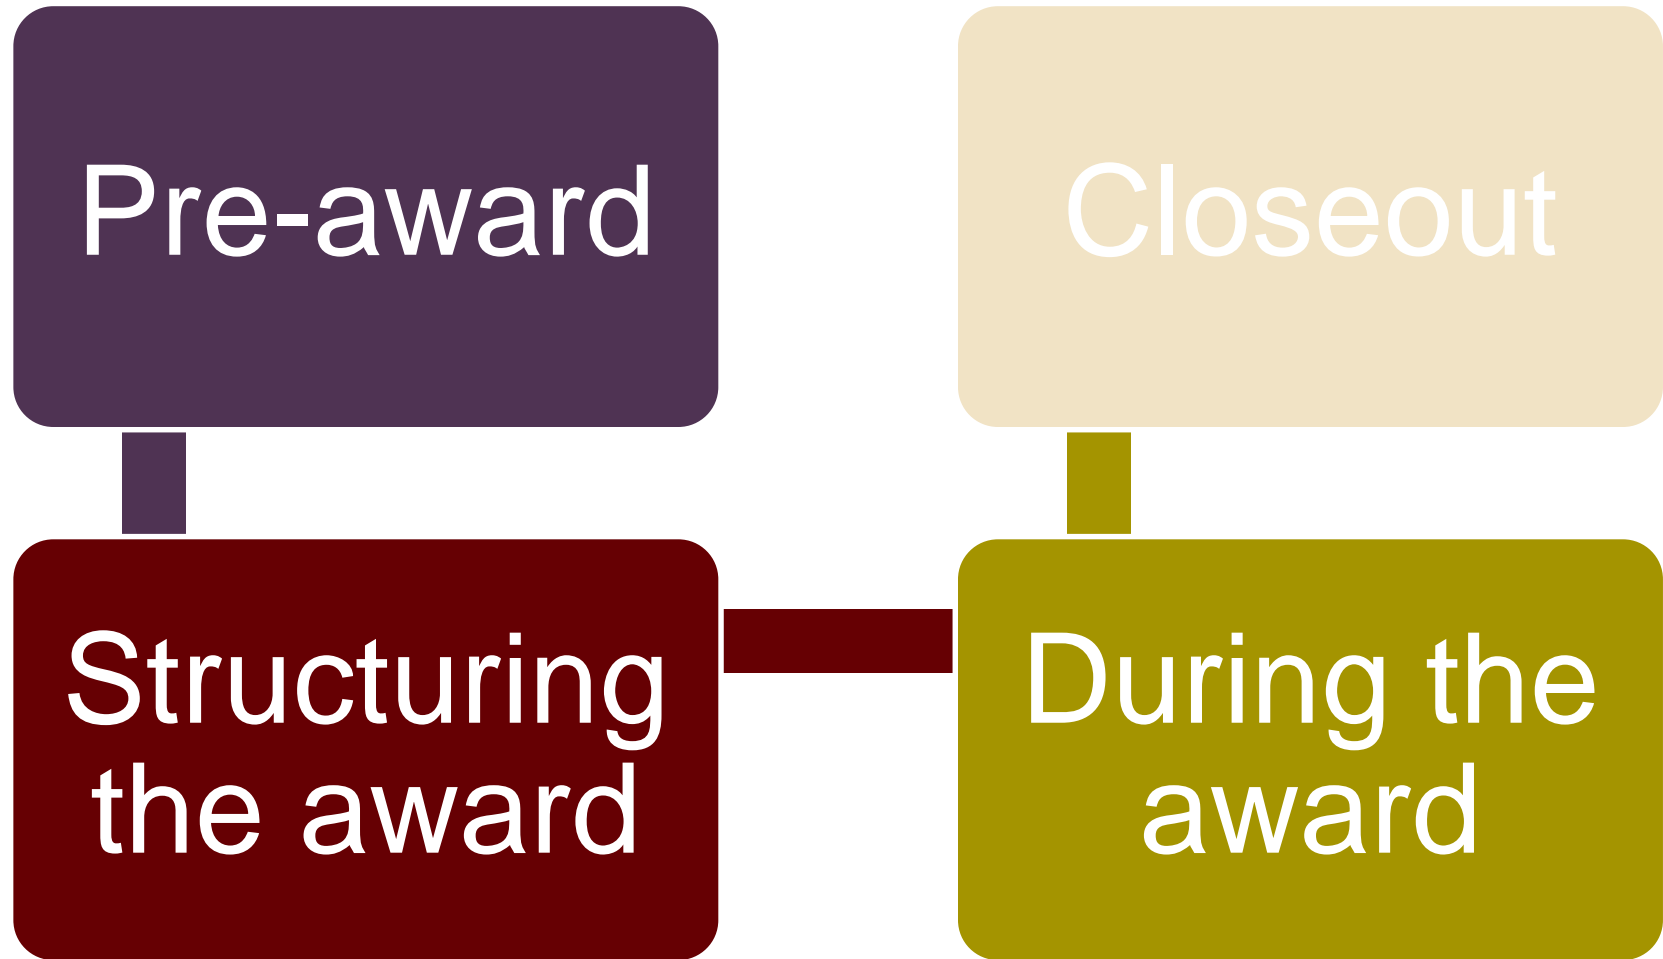 Pre-award
Structuring
the award
During the
award
Closeout